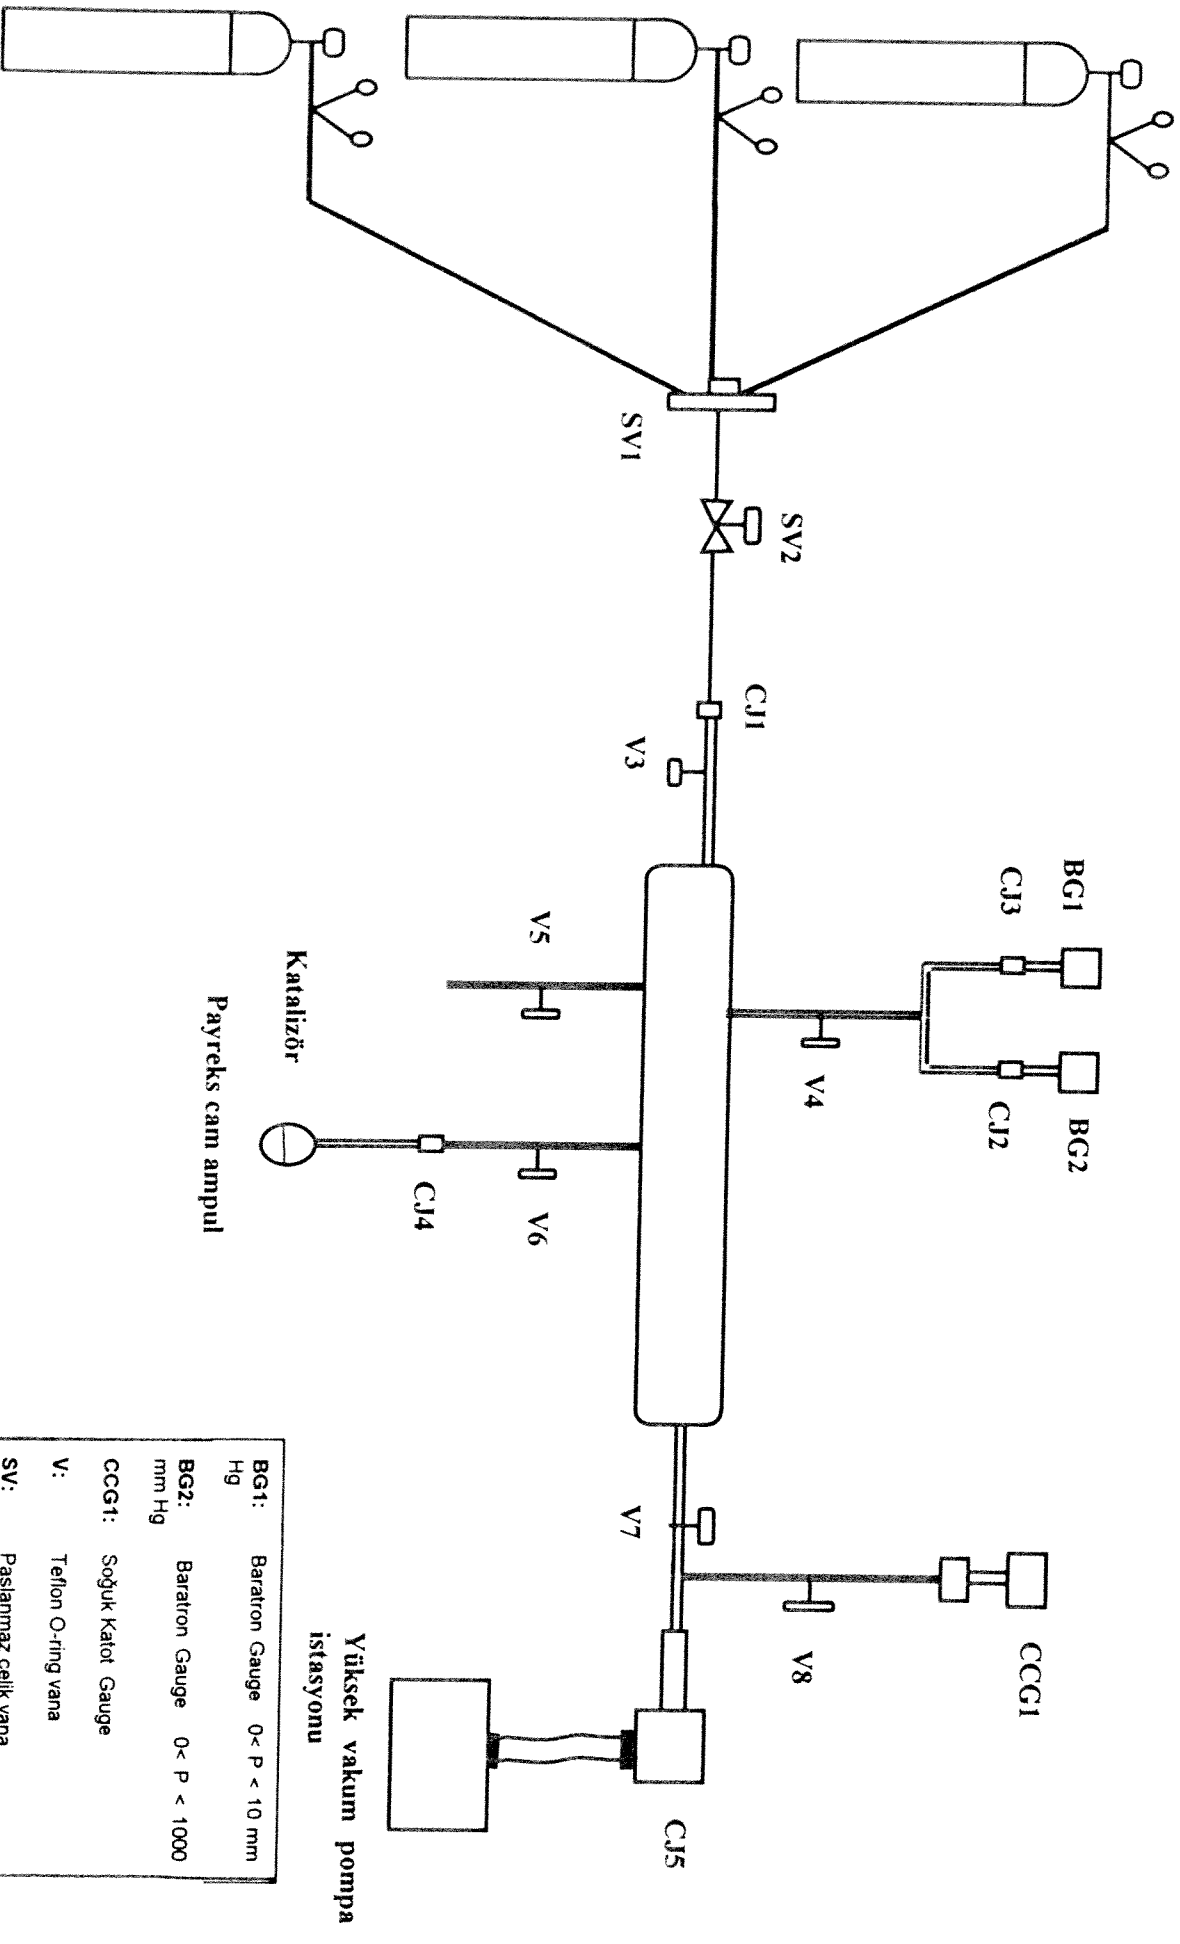 SV1
SV2
CJ1
V3
BG1
CJ3
BG2
CJ2
V4
V5
V6
CJ4
Katalizör
Payreks cam ampul
V7
V8
CCG1
CJ5
Yüksek vakum pompa
istasyonu
BG1: Baratron Gauge 0< P < 10 mm
Hg
BG2: Baratron Gauge 0< P < 1000
mm Hg
CCG1: Soğuk Katot Gauge
V: Teflon O-ring vana
SV: Paslanmaz çelik vana